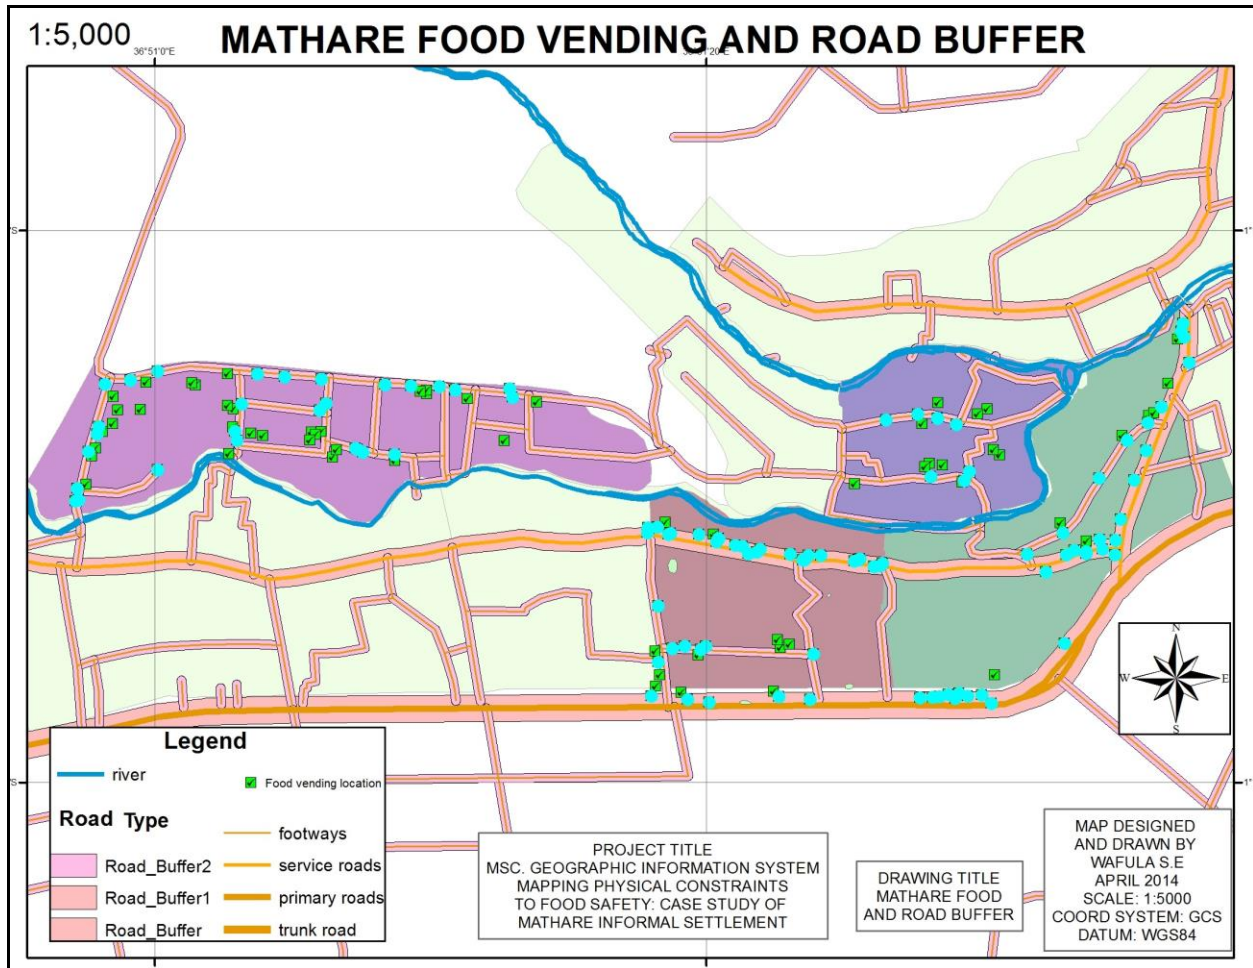 1:5,000
MATHARE FOOD VENDING AND ROAD BUFFER
36°51'0"E
N
W
E
S
Legend
river
Food vending location
Road Type
footways
Road_Buffer2
service roads
Road_Buffer1
primary roads
Road_Buffer
trunk road
PROJECT TITLE
MSC. GEOGRAPHIC INFORMATION SYSTEM
MAPPING PHYSICAL CONSTRAINTS
TO FOOD SAFETY: CASE STUDY OF
MATHARE INFORMAL SETTLEMENT
DRAWING TITLE
MATHARE FOOD
AND ROAD BUFFER
MAP DESIGNED
AND DRAWN BY
WAFULA S.E
APRIL 2014
SCALE: 1:5000
COORD SYSTEM: GCS
DATUM: WGS84